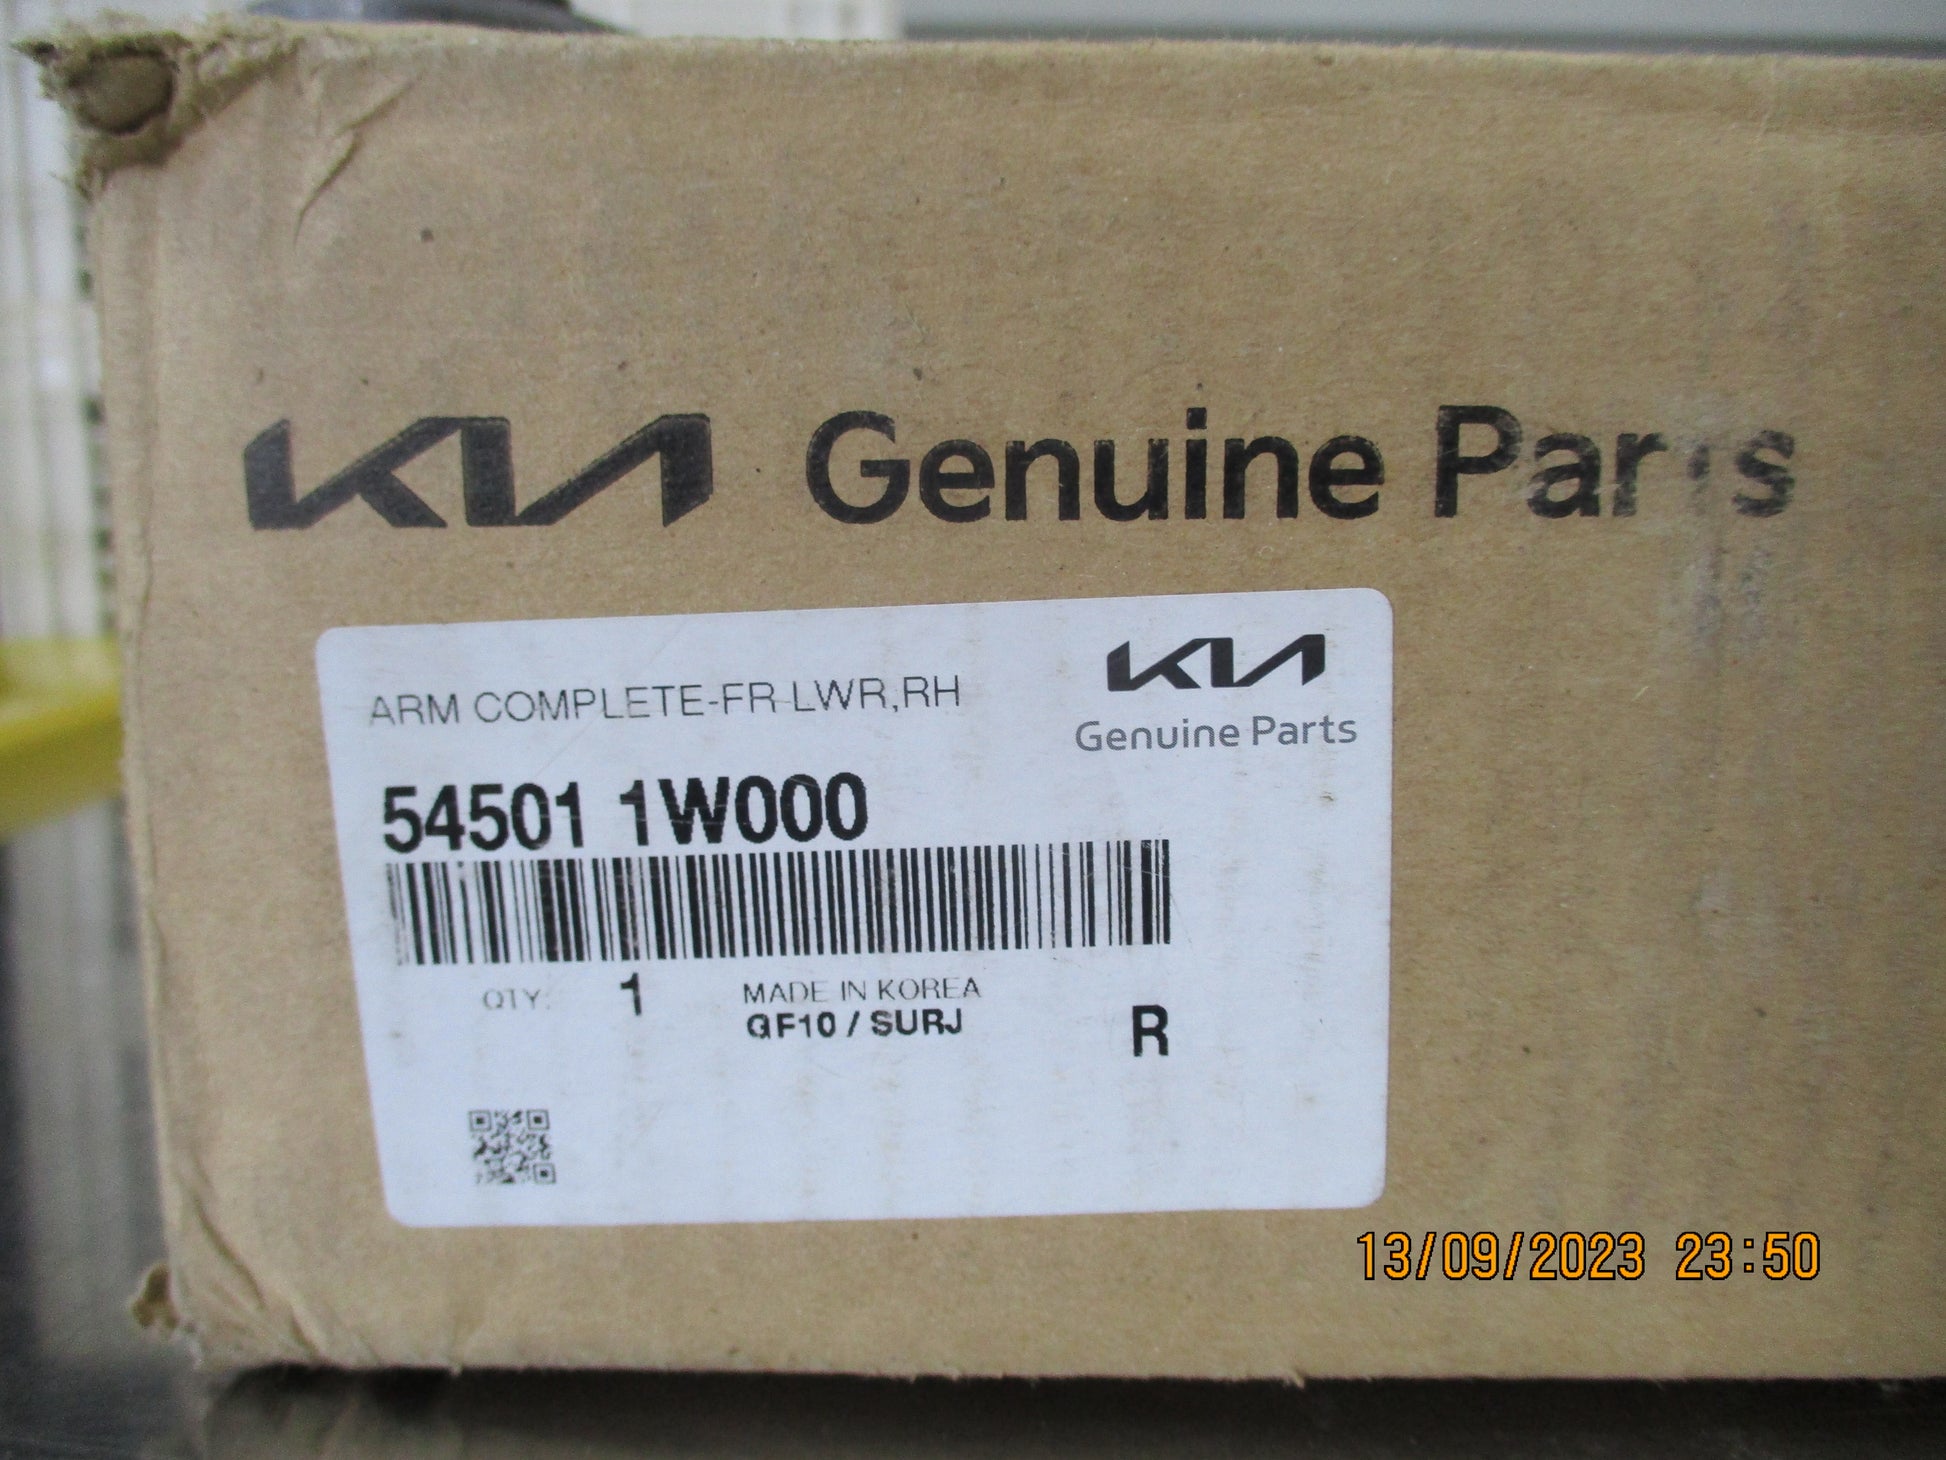 KIA Genuine Parts
ARM COMPLETE-FR LWR,RH
KIA
Genuine Parts
54501 1W000
QTY: 1
MADE IN KOREA
GF10 / SURJ
R
13/09/2023 23:50